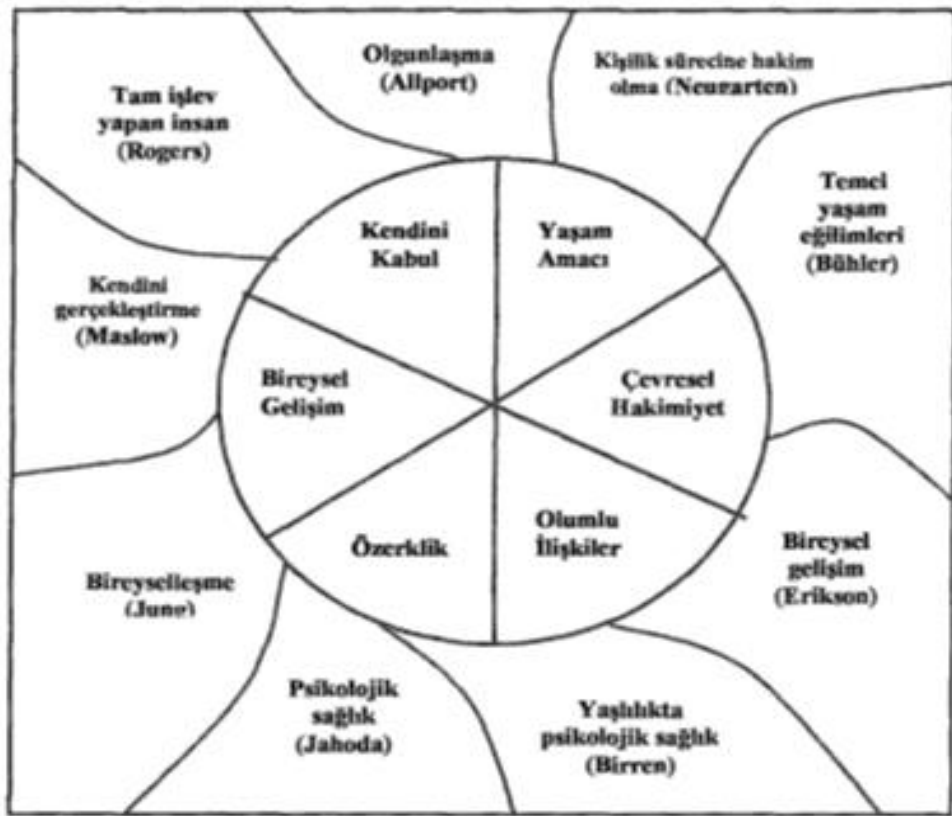 Olgunlaşma
(Allport)
Kişilik sürecine hakim
olma (Neugarten)
Tam işlev
yapan insan
(Rogers)
Temel
yaşam
eğilimleri
(Bühler)
Kendini
Kabul
Yaşam
Amacı
Kendini
gerçekleştirme
(Maslow)
Bireysel
Gelişim
Çevresel
Hakimiyet
Özerklik
Olumlu
İlişkiler
Bireyselleşme
(Jung)
Bireysel
gelişim
(Erikson)
Psikolojik
sağlık
(Jahoda)
Yaşlılıkta
psikolojik sağlık
(Birren)